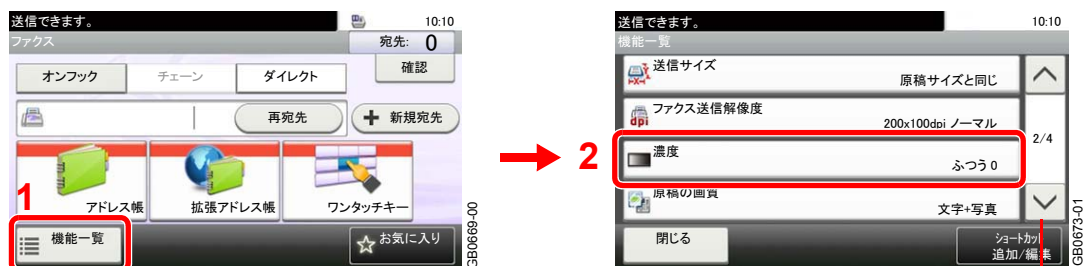 送信できます。
10:10
ファクス
宛先: 0
オンフック
チェーン
ダイレクト
確認
再宛先
新規宛先
1
アドレス帳
拡張アドレス帳
ワンタッチキー
機能一覧
お気に入り
GB0669-00
2
送信できます。
10:10
機能一覧
送信サイズ
原稿サイズと同じ
ファクス送信解像度
dpi
200x100dpi ノーマル
濃度
ふつう 0
2/4
原稿の画質
文字+写真
閉じる
ショートカット
追加/編集
GB0673-01